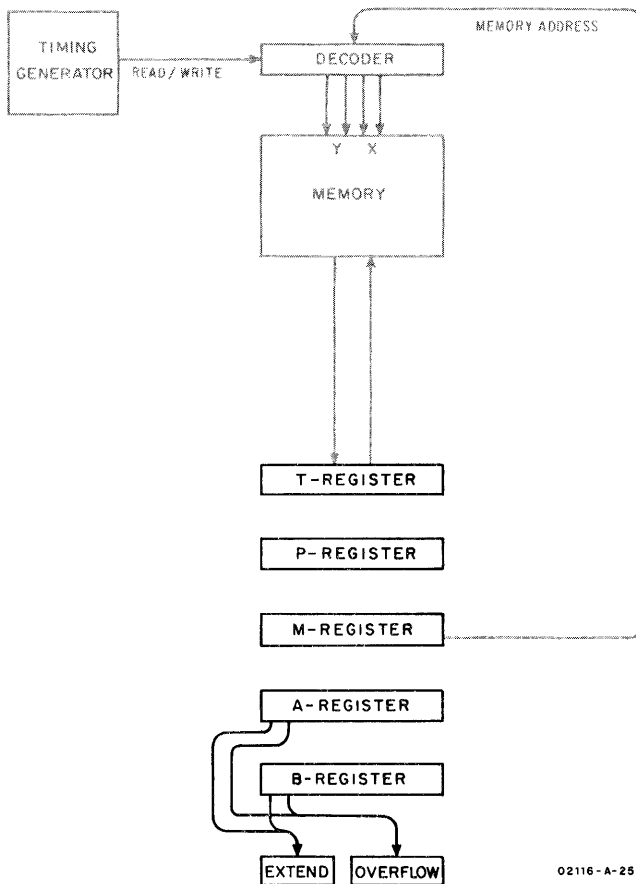 MEMORY ADDRESS
TIMING
GENERATOR
READ/WRITE
DECODER
Y X
MEMORY
T-REGISTER
P-REGISTER
M-REGISTER
A-REGISTER
B-REGISTER
EXTEND OVERFLOW
02116-A-25